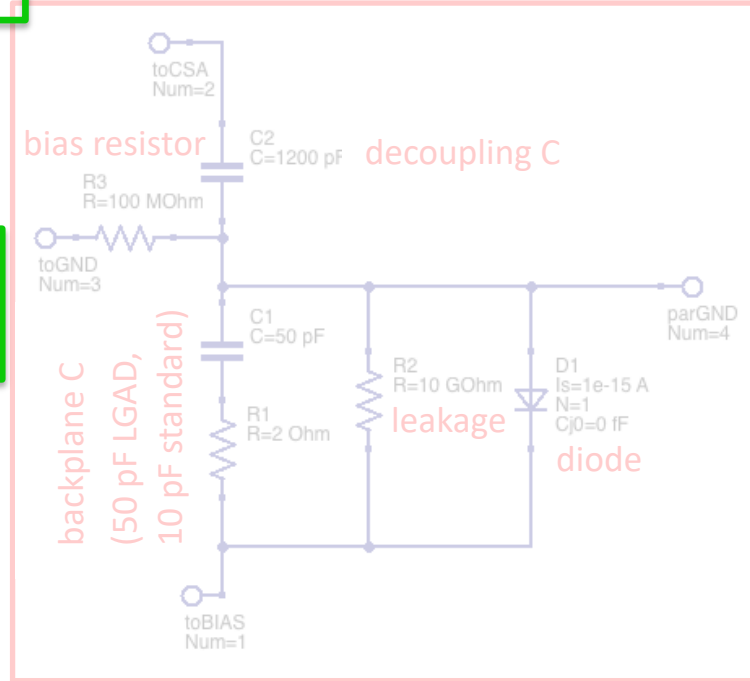 toCSA
Num=2
bias resistor
C2
C=1200 pF
decoupling C
R3
R=100 MOhm
toGND
Num=3
parGND
Num=4
C1
C=50 pF
backplane C
(50 pF LGAD,
10 pF standard)
R1
R=2 Ohm
R2
R=10 GOhm
leakage
D1
Is=1e-15 A
N=1
Cj0=0 fF
diode
toBIAS
Num=1